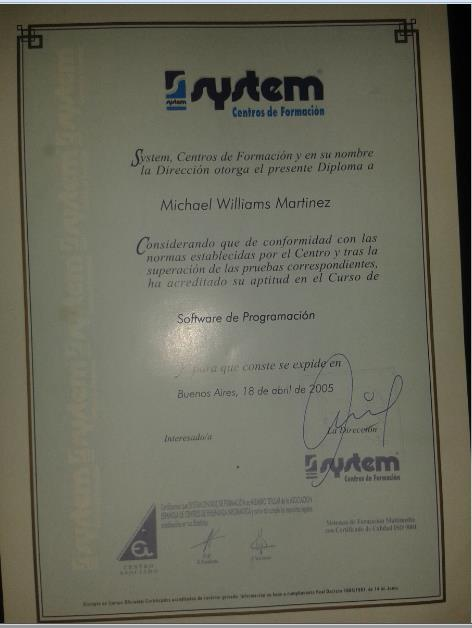 system
system
Centros de Formación
System, Centros de Formación y en su nombre
la Dirección otorga el presente Diploma a
Michael Williams Martinez
Considerando que de conformidad con las
normas establecidas por el Centro y tras la
superación de las pruebas correspondientes,
ha acreditado su aptitud en el Curso de
Software de Programación
y para que conste se expide en
Buenos Aires, 18 de abril de 2005
Interesado/a
La Dirección
system
Centros de Formación
CENTRO
ASOCIADO
Sistemas de Formación Multimedia
con Certificado de Calidad ISO 9001